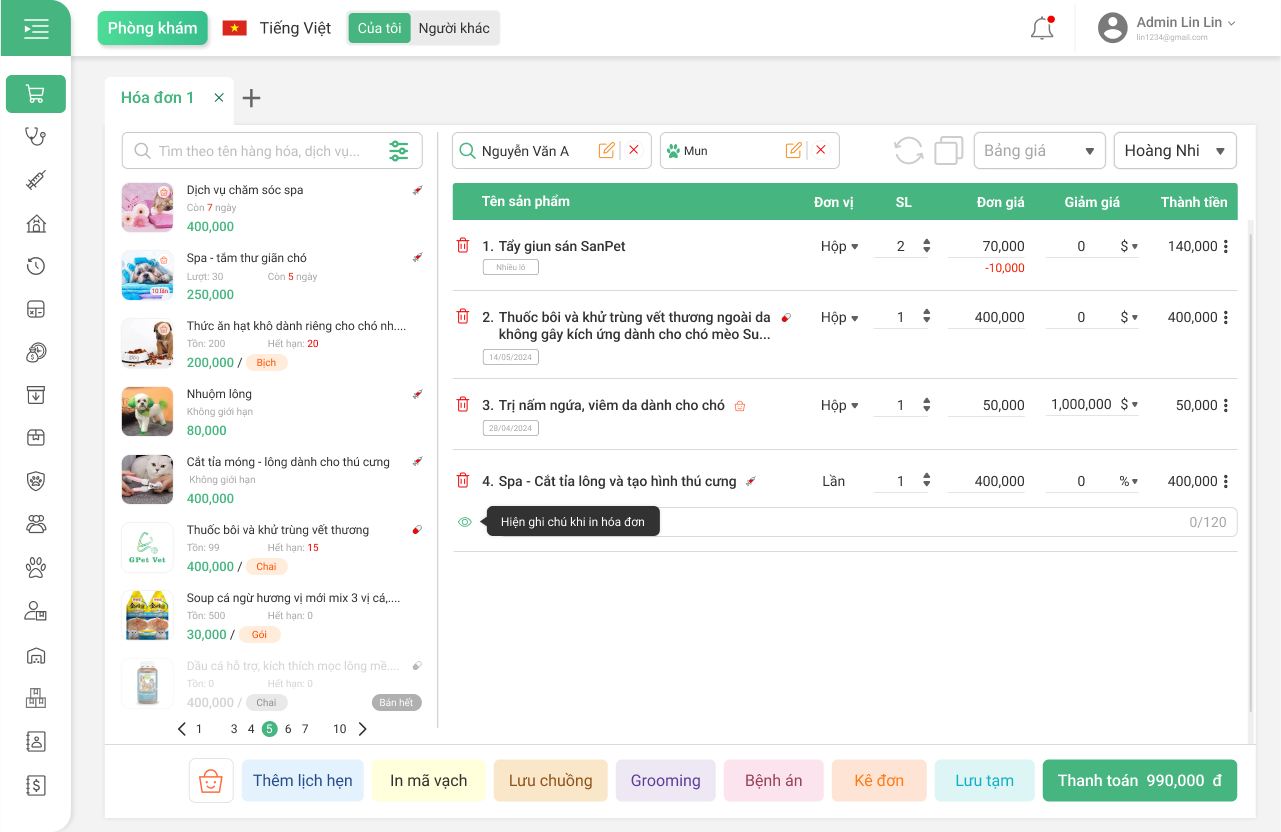 Phòng khám
Tiếng Việt
Của tôi
Người khác
Admin Lin Lin
lin1234@gmail.com
Hóa đơn 1
Tìm theo tên hàng hóa, dịch vụ...
Dịch vụ chăm sóc spa
Còn 7 ngày
400,000
Spa - tắm thư giãn chó
Lượt: 30 Còn 5 ngày
10 lần
250,000
Thức ăn hạt khô dành riêng cho chó nh....
Tồn: 200 Hết hạn: 20
200,000 / Bịch
Nhuộm lông
Không giới hạn
80,000
Cắt tỉa móng - lông dành cho thú cưng
Không giới hạn
400,000
GPet Vet
Thuốc bôi và khử trùng vết thương
Tồn: 99 Hết hạn: 15
400,000 / Chai
Soup cá ngừ hương vị mới mix 3 vị cá,....
Tồn: 500 Hết hạn: 0
30,000 / Gói
Dầu cá hỗ trợ, kích thích mọc lông mề....
Tồn: 0 Hết hạn: 0
400,000 / Chai Bán hết
1 3 4 5 6 7 10
Nguyễn Văn A
Mun
Bảng giá
Hoàng Nhi
Tên sản phẩm Đơn vị SL Đơn giá Giảm giá Thành tiền
1. Tẩy giun sán SanPet Hộp 2 70,000 0 $ 140,000
Nhiều lô -10,000
2. Thuốc bôi và khử trùng vết thương ngoài da Hộp 1 400,000 0 $ 400,000
không gây kích ứng dành cho chó mèo Su...
14/05/2024
3. Trị nấm ngứa, viêm da dành cho chó Hộp 1 50,000 1,000,000 $ 50,000
28/04/2024
4. Spa - Cắt tỉa lông và tạo hình thú cưng Lần 1 400,000 0 % 400,000
Hiện ghi chú khi in hóa đơn
0/120
Thêm lịch hẹn
In mã vạch
Lưu chuồng
Grooming
Bệnh án
Kê đơn
Lưu tạm
Thanh toán 990,000 đ